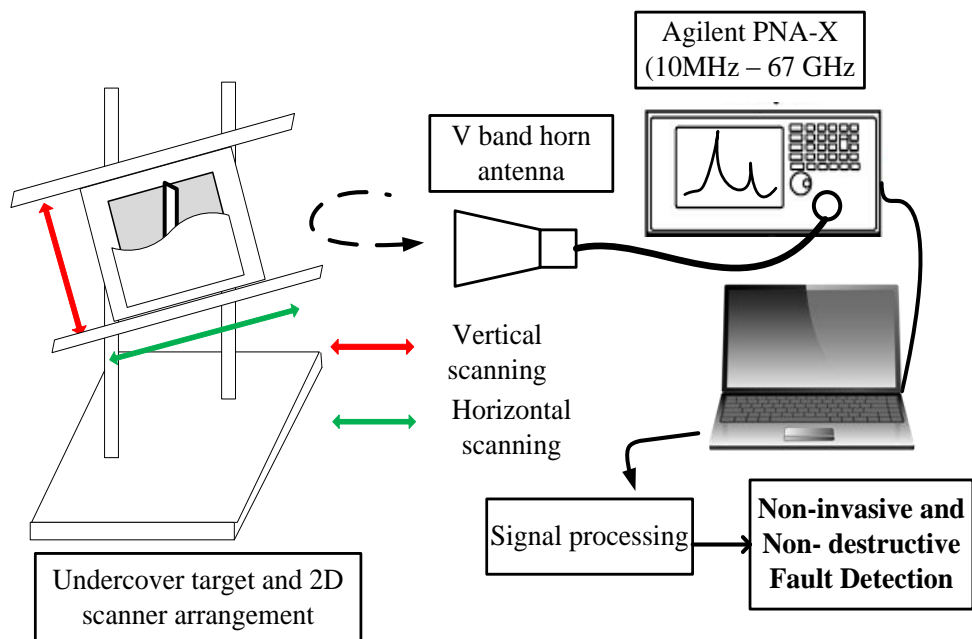 Agilent PNA-X
(10MHz – 67 GHz
V band horn
antenna
Vertical
scanning
Horizontal
scanning
Signal processing
Non-invasive and
Non- destructive
Fault Detection
Undercover target and 2D
scanner arrangement